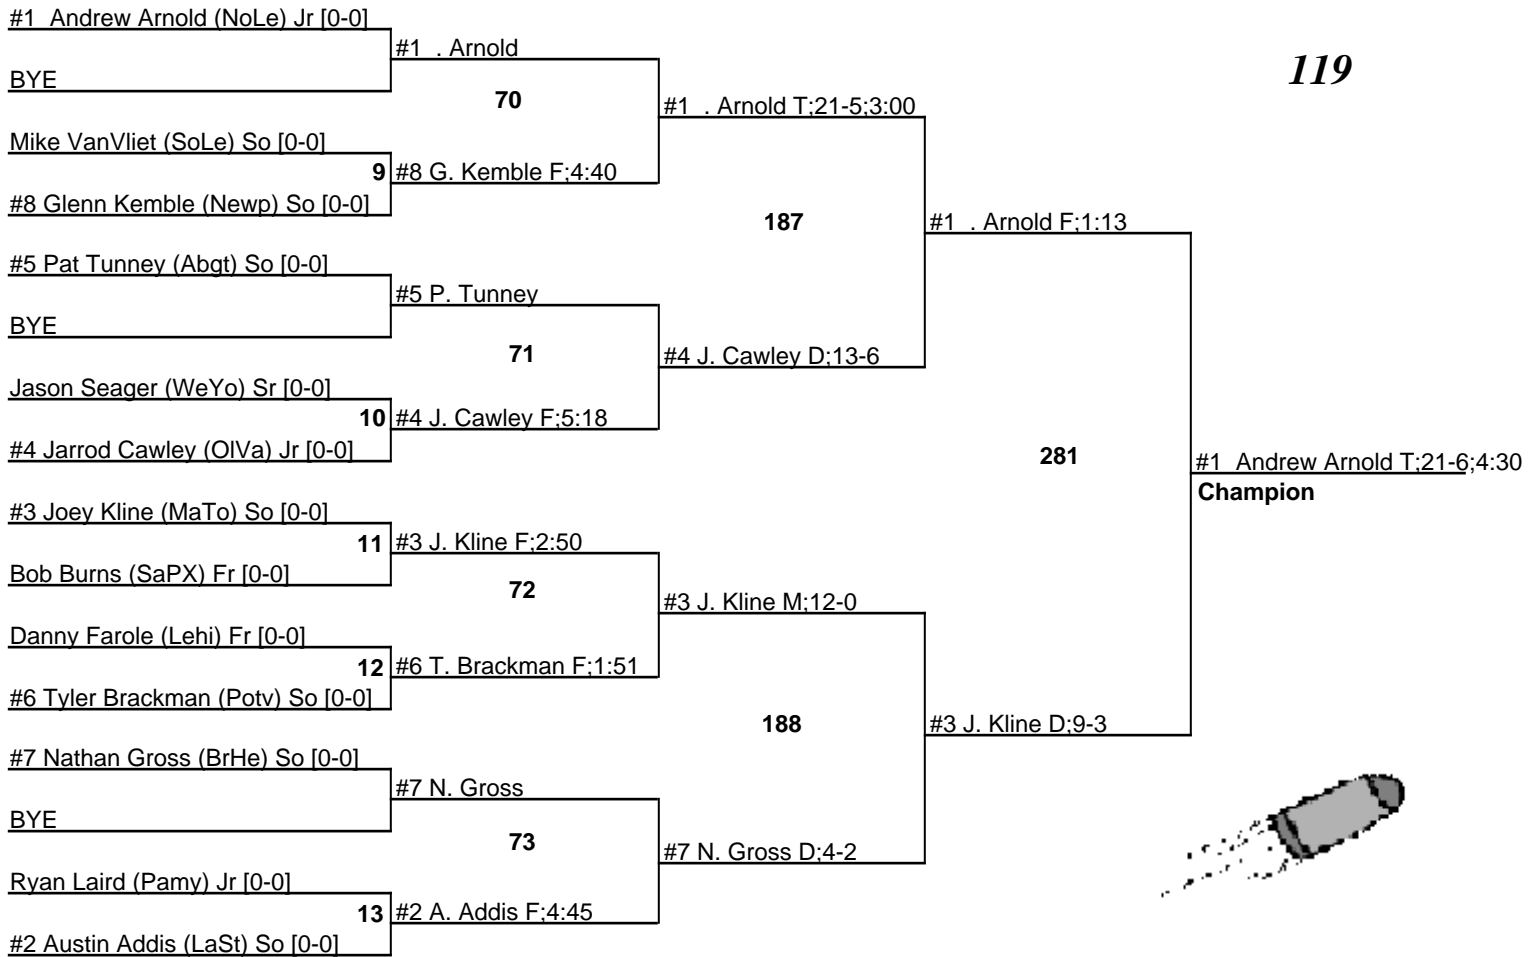 #1 Andrew Arnold (NoLe) Jr [0-0]
BYE
Mike VanVliet (SoLe) So [0-0]
#8 Glenn Kemble (Newp) So [0-0]
#5 Pat Tunney (Abgt) So [0-0]
BYE
Jason Seager (WeYo) Sr [0-0]
#4 Jarrod Cawley (OlVa) Jr [0-0]
#3 Joey Kline (MaTo) So [0-0]
Bob Burns (SaPX) Fr [0-0]
Danny Farole (Lehi) Fr [0-0]
#6 Tyler Brackman (Potv) So [0-0]
#7 Nathan Gross (BrHe) So [0-0]
BYE
Ryan Laird (Pamy) Jr [0-0]
#2 Austin Addis (LaSt) So [0-0]
9
10
11
12
13
#1 . Arnold
#8 G. Kemble F;4:40
#5 P. Tunney
#4 J. Cawley F;5:18
#3 J. Kline F;2:50
#6 T. Brackman F;1:51
#7 N. Gross
#2 A. Addis F;4:45
70
71
72
73
#1 . Arnold T;21-5;3:00
#4 J. Cawley D;13-6
#3 J. Kline M;12-0
#7 N. Gross D;4-2
187
188
#1 . Arnold F;1:13
#3 J. Kline D;9-3
281
#1 Andrew Arnold T;21-6;4:30
Champion
119